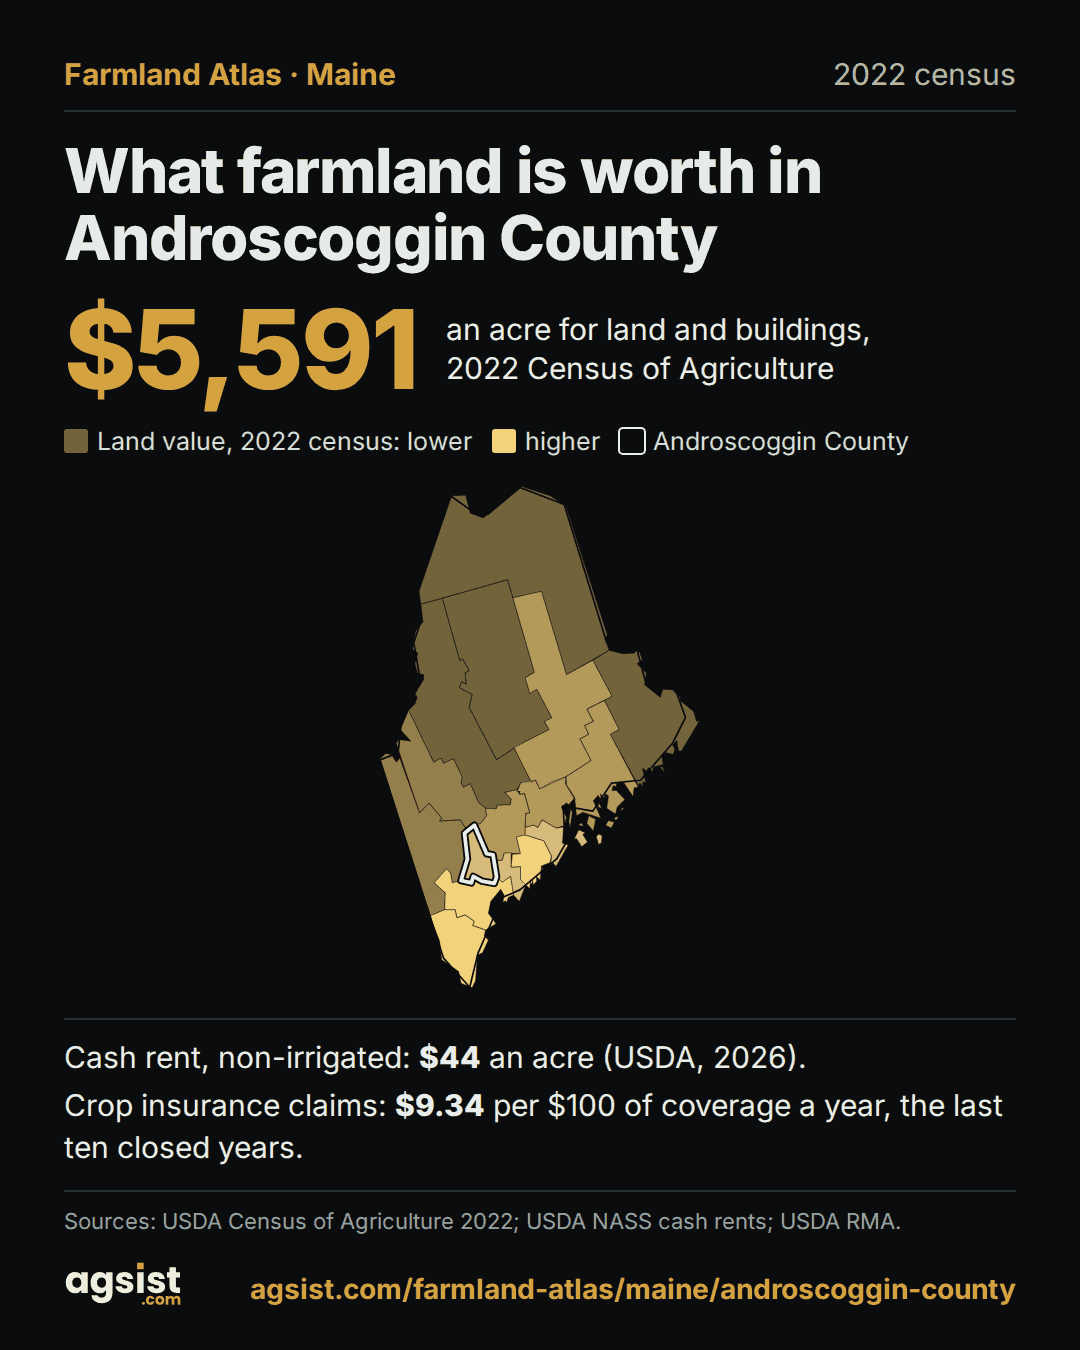 Farmland Atlas · Maine
2022 census
What farmland is worth in
Androscoggin County
$5,591
an acre for land and buildings,
2022 Census of Agriculture
Land value, 2022 census: lower
higher
Androscoggin County
Cash rent, non-irrigated: $44 an acre (USDA, 2026).
Crop insurance claims: $9.34 per $100 of coverage a year, the last
ten closed years.
Sources: USDA Census of Agriculture 2022; USDA NASS cash rents; USDA RMA.
agsist
.com
agsist.com/farmland-atlas/maine/androscoggin-county